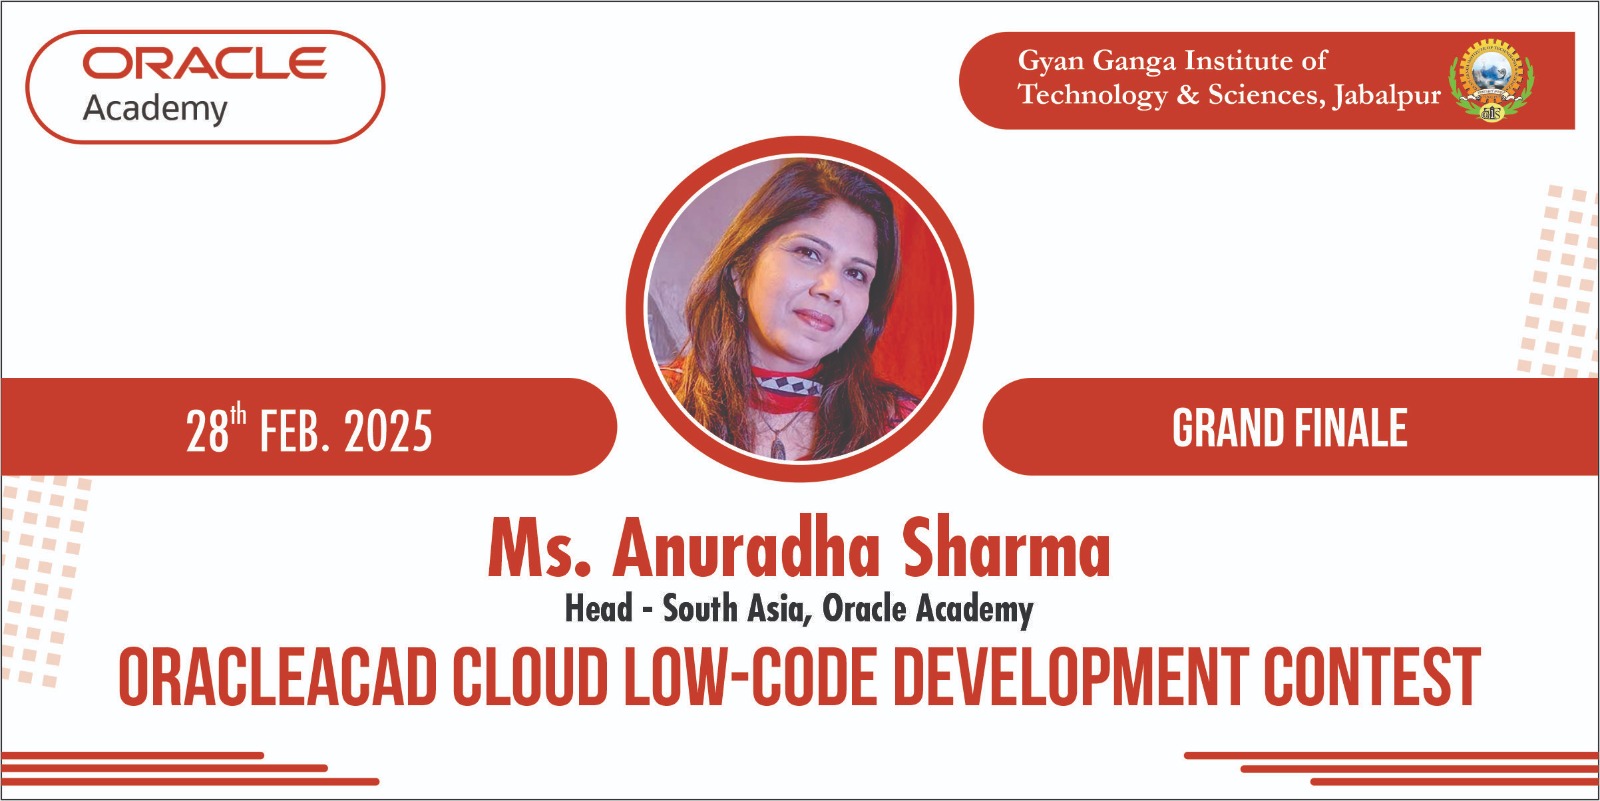 ORACLE
Academy
Gyan Ganga Institute of
Technology & Sciences, Jabalpur
28th FEB. 2025
GRAND FINALE
Ms. Anuradha Sharma
Head - South Asia, Oracle Academy
ORACLEACAD CLOUD LOW-CODE DEVELOPMENT CONTEST